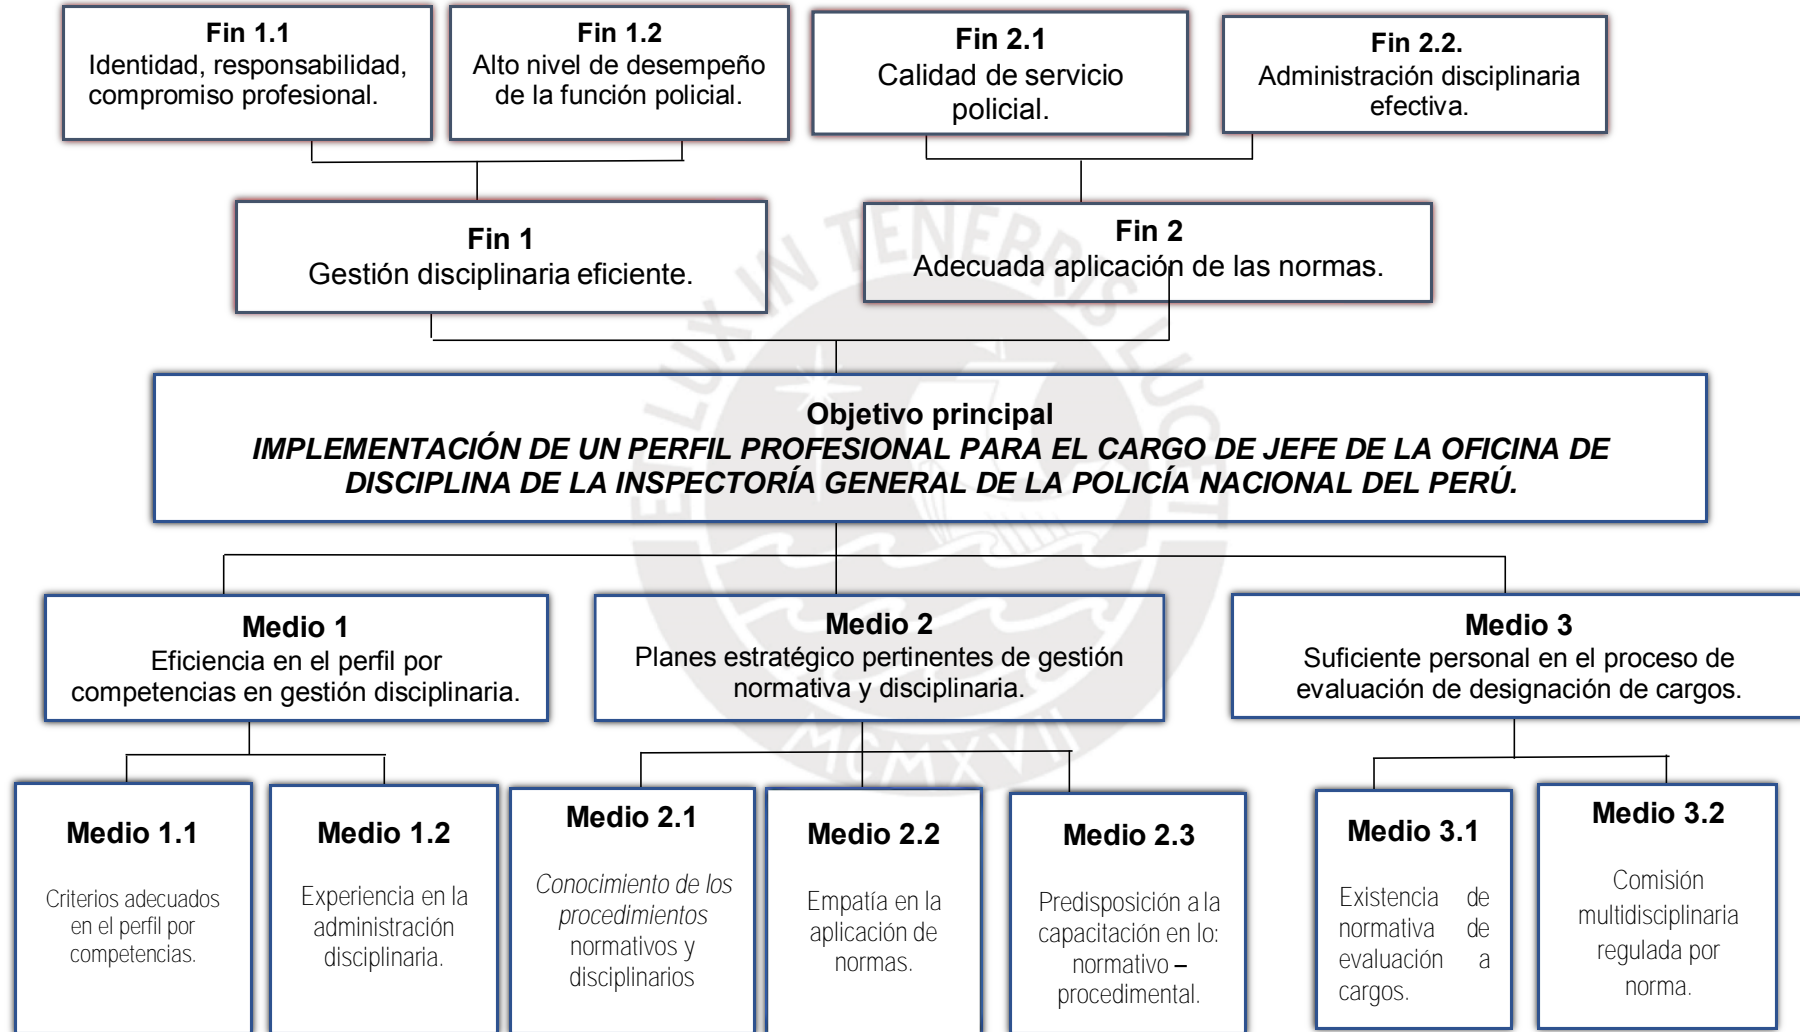 Fin 1.1
Identidad, responsabilidad,
compromiso profesional.
Fin 1.2
Alto nivel de desempeño
de la función policial.
Fin 2.1
Calidad de servicio
policial.
Fin 2.2.
Administración disciplinaria
efectiva.
Fin 1
Gestión disciplinaria eficiente.
Fin 2
Adecuada aplicación de las normas.
Objetivo principal
IMPLEMENTACIÓN DE UN PERFIL PROFESIONAL PARA EL CARGO DE JEFE DE LA OFICINA DE
DISCIPLINA DE LA INSPECTORÍA GENERAL DE LA POLICÍA NACIONAL DEL PERÚ.
Medio 1
Eficiencia en el perfil por
competencias en gestión disciplinaria.
Medio 2
Planes estratégico pertinentes de gestión
normativa y disciplinaria.
Medio 3
Suficiente personal en el proceso de
evaluación de designación de cargos.
Medio 1.1
Criterios adecuados
en el perfil por
competencias.
Medio 1.2
Experiencia en la
administración
disciplinaria.
Medio 2.1
Conocimiento de los
procedimientos
normativos y
disciplinarios
Medio 2.2
Empatía en la
aplicación de
normas.
Medio 2.3
Predisposición a la
capacitación en lo:
normativo –
procedimental.
Medio 3.1
Existencia de
normativa de
evaluación a
cargos.
Medio 3.2
Comisión
multidisciplinaria
regulada por
norma.
ET LUX IN TENEBRIS LUCET
MCMXVII